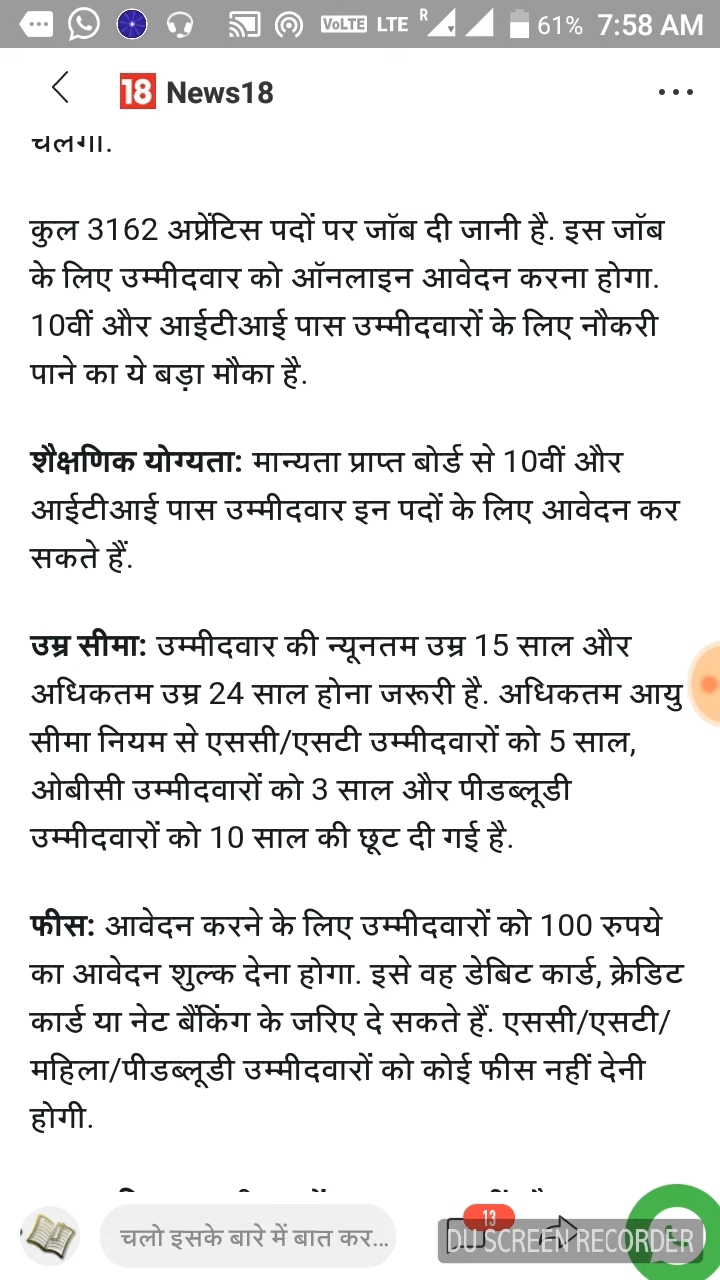 VoLTE LTE R 61% 7:58 AM
18 News18
कुल 3162 अप्रेंटिस पदों पर जॉब दी जानी है. इस जॉब
के लिए उम्मीदवार को ऑनलाइन आवेदन करना होगा.
10वीं और आईटीआई पास उम्मीदवारों के लिए नौकरी
पाने का ये बड़ा मौका है.
शैक्षणिक योग्यता: मान्यता प्राप्त बोर्ड से 10वीं और
आईटीआई पास उम्मीदवार इन पदों के लिए आवेदन कर
सकते हैं.
उम्र सीमा: उम्मीदवार की न्यूनतम उम्र 15 साल और
अधिकतम उम्र 24 साल होना जरूरी है. अधिकतम आयु
सीमा नियम से एससी/एसटी उम्मीदवारों को 5 साल,
ओबीसी उम्मीदवारों को 3 साल और पीडब्लूडी
उम्मीदवारों को 10 साल की छूट दी गई है.
फीस: आवेदन करने के लिए उम्मीदवारों को 100 रुपये
का आवेदन शुल्क देना होगा. इसे वह डेबिट कार्ड, क्रेडिट
कार्ड या नेट बैंकिंग के जरिए दे सकते हैं. एससी/एसटी/
महिला/पीडब्लूडी उम्मीदवारों को कोई फीस नहीं देनी
होगी.
चलो इसके बारे में बात कर...
13
DU SCREEN RECORDER